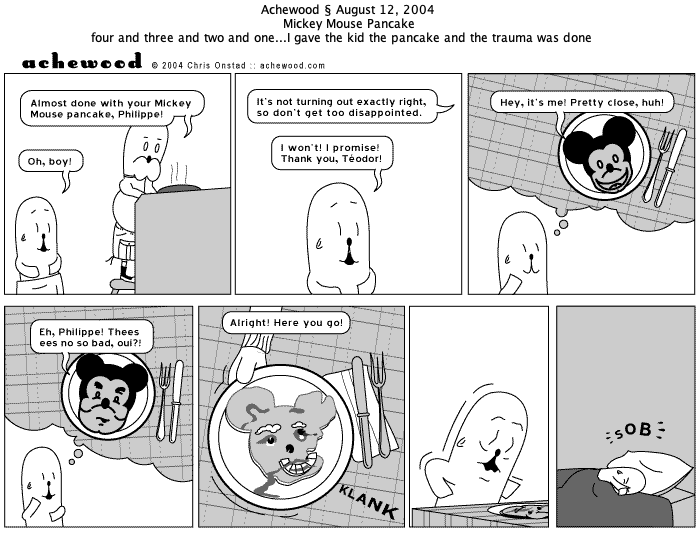 Achewood § August 12, 2004
Mickey Mouse Pancake
four and three and two and one...I gave the kid the pancake and the trauma was done
achewood © 2004 Chris Onstad :: achewood.com
Almost done with your Mickey
Mouse pancake, Philippe!
Oh, boy!
It's not turning out exactly right,
so don't get too disappointed.
I won't! I promise!
Thank you, Téodor!
Hey, it's me! Pretty close, huh!
Eh, Philippe! Thees
ees no so bad, oui?!
Alright! Here you go!
KLANK
SOB